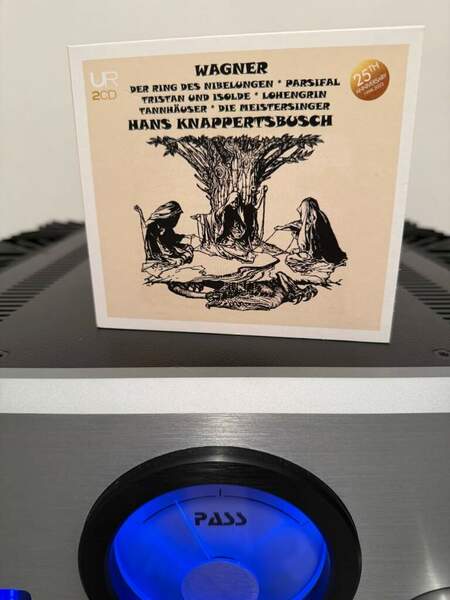 UR
2CD
WAGNER
DER RING DES NIBELUNGEN * PARSIFAL
TRISTAN UND ISOLDE * LOHENGRIN
TANNHÄUSER * DIE MEISTERSINGER
HANS KNAPPERTSBUSCH
25TH
ANNIVERSARY
PASS